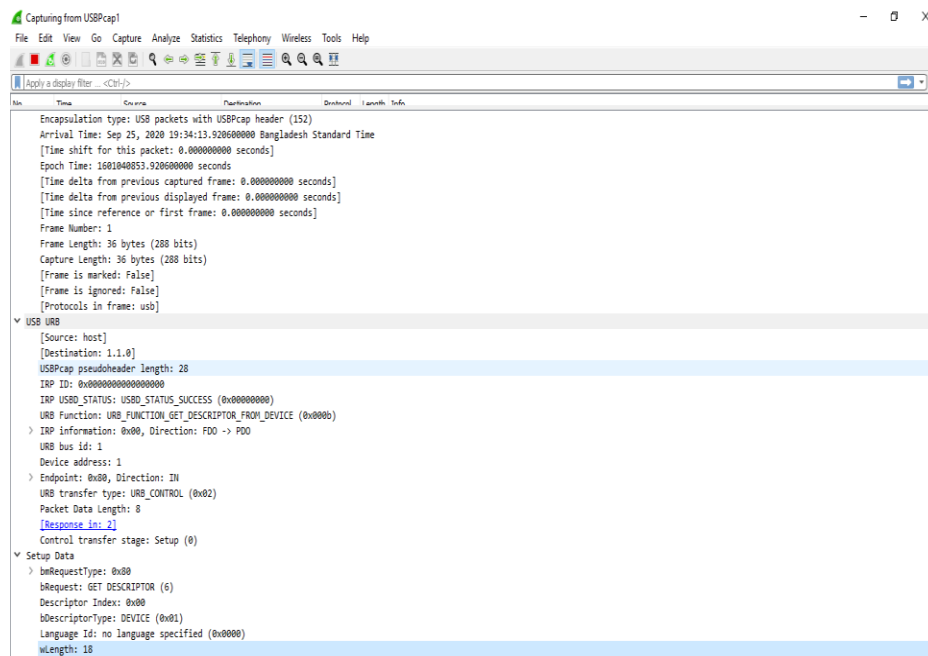 Capturing from USBPcap1
File Edit View Go Capture Analyze Statistics Telephony Wireless Tools Help
Apply a display filter ... <Ctrl-/>
No. Time Source Destination Protocol Length Info
Encapsulation type: USB packets with USBPcap header (152)
Arrival Time: Sep 25, 2020 19:34:13.920600000 Bangladesh Standard Time
[Time shift for this packet: 0.000000000 seconds]
Epoch Time: 1601040853.920600000 seconds
[Time delta from previous captured frame: 0.000000000 seconds]
[Time delta from previous displayed frame: 0.000000000 seconds]
[Time since reference or first frame: 0.000000000 seconds]
Frame Number: 1
Frame Length: 36 bytes (288 bits)
Capture Length: 36 bytes (288 bits)
[Frame is marked: False]
[Frame is ignored: False]
[Protocols in frame: usb]
USB URB
[Source: host]
[Destination: 1.1.0]
USBPcap pseudoheader length: 28
IRP ID: 0x0000000000000000
IRP USBD_STATUS: USBD_STATUS_SUCCESS (0x00000000)
URB Function: URB_FUNCTION_GET_DESCRIPTOR_FROM_DEVICE (0x000b)
IRP information: 0x00, Direction: FDO -> PDO
URB bus id: 1
Device address: 1
Endpoint: 0x80, Direction: IN
URB transfer type: URB_CONTROL (0x02)
Packet Data Length: 8
[Response in: 2]
Control transfer stage: Setup (0)
Setup Data
bmRequestType: 0x80
bRequest: GET DESCRIPTOR (6)
Descriptor Index: 0x00
bDescriptorType: DEVICE (0x01)
Language Id: no language specified (0x0000)
wLength: 18